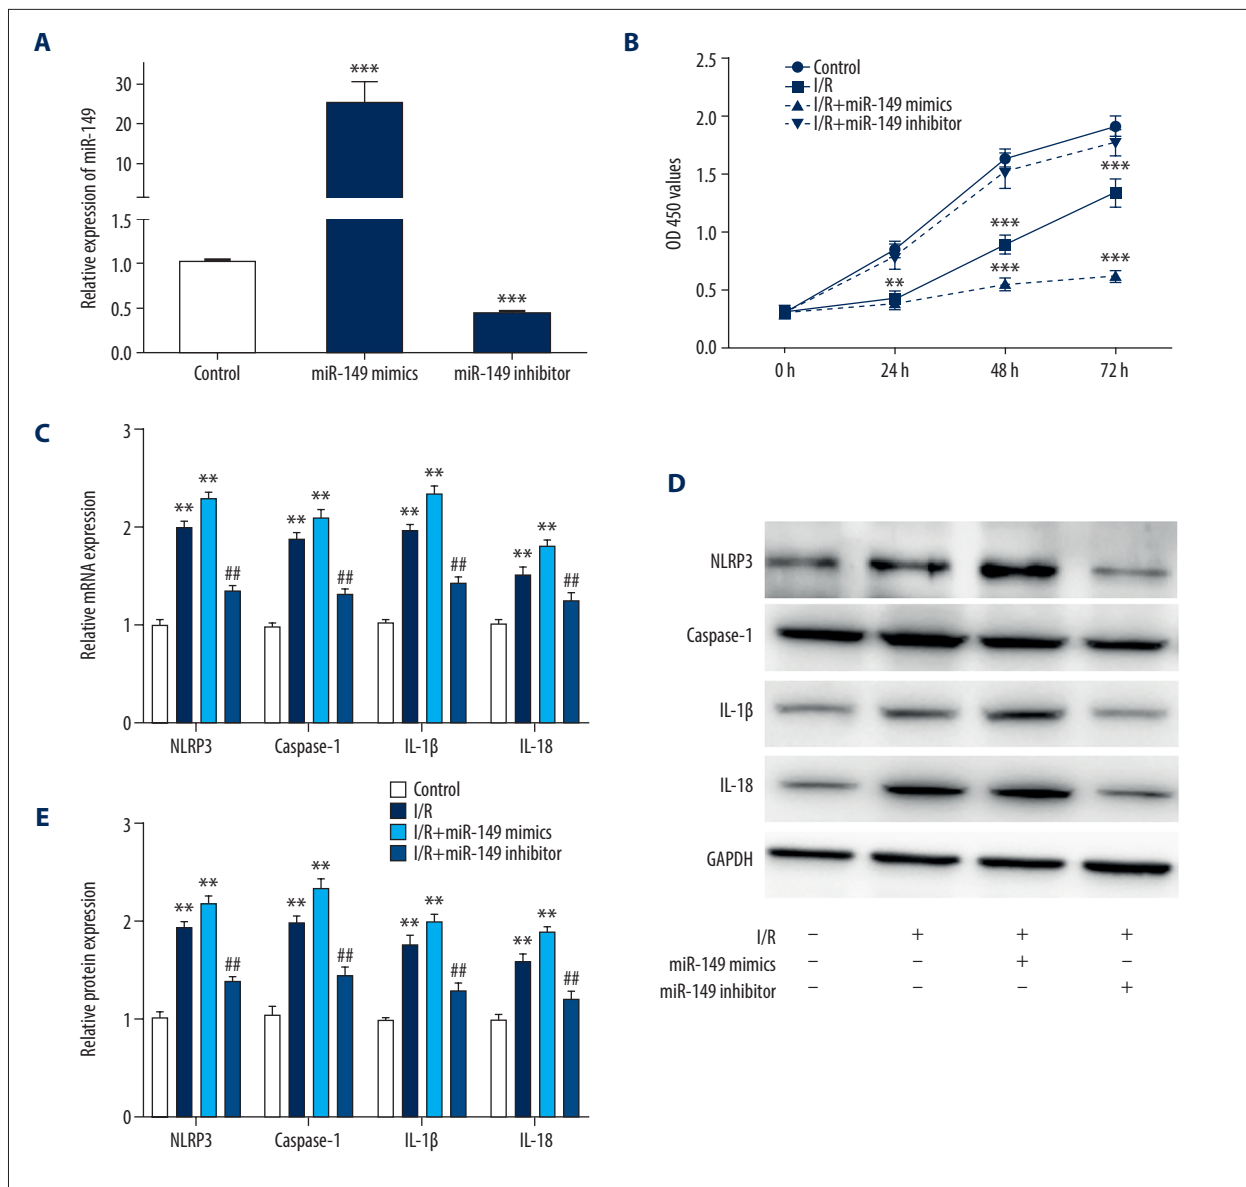 A
Relative expression of miR-149
30
20
10
1.5
1.0
0.5
0.0
***
***
Control
miR-149 mimics
miR-149 inhibitor
B
OD 450 values
2.5
2.0
1.5
1.0
0.5
0.0
Control
I/R
I/R+miR-149 mimics
I/R+miR-149 inhibitor
**
***
***
***
***
0 h
24 h
48 h
72 h
C
Relative mRNA expression
3
2
1
0
** ** ##
** ** ##
** ** ##
** ** ##
NLRP3
Caspase-1
IL-1β
IL-18
D
NLRP3
Caspase-1
IL-1β
IL-18
GAPDH
I/R – + + +
miR-149 mimics – – + –
miR-149 inhibitor – – – +
Control
I/R
I/R+miR-149 mimics
I/R+miR-149 inhibitor
E
Relative protein expression
3
2
1
0
** ** ##
** ** ##
** ** ##
** ** ##
NLRP3
Caspase-1
IL-1β
IL-18